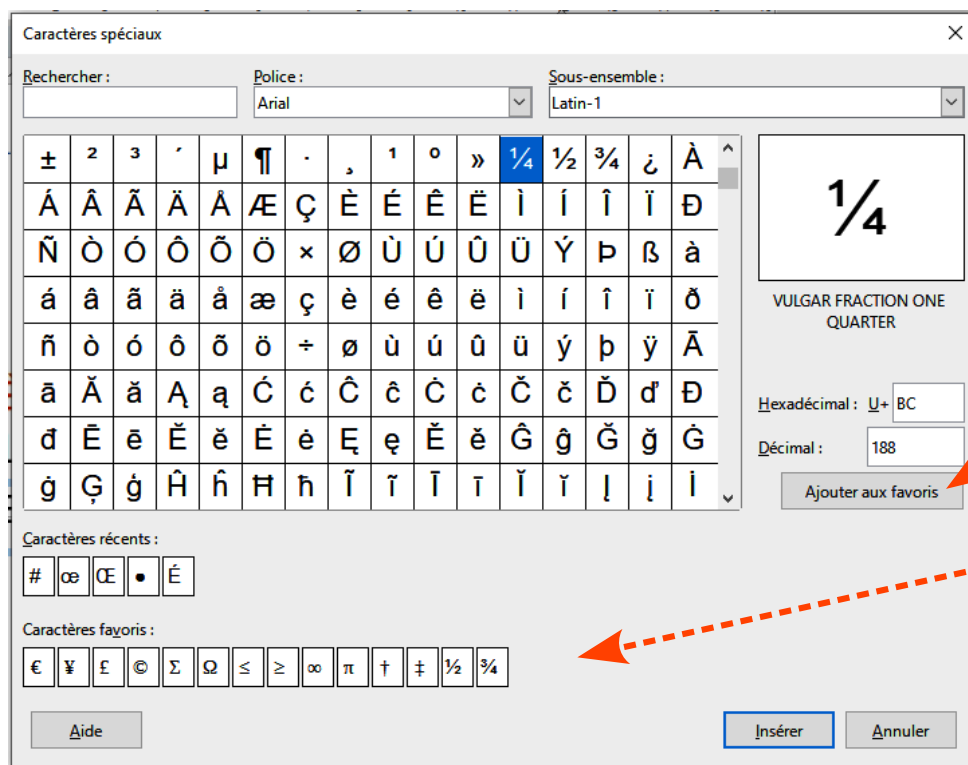 Caractères spéciaux
Rechercher : Police : Sous-ensemble :
Arial Latin-1
± ² ³ ´ µ ¶ · ¸ ¹ º » ¼ ½ ¾ ¿ À
Á Â Ã Ä Å Æ Ç È É Ê Ë Ì Í Î Ï Ð
Ñ Ò Ó Ô Õ Ö × Ø Ù Ú Û Ü Ý Þ ß à
á â ã ä å æ ç è é ê ë ì í î ï ð
ñ ò ó ô õ ö ÷ ø ù ú û ü ý þ ÿ Ā
ā Ă ă Ą ą Ć ć Ĉ ĉ Ċ ċ Č č Ď ď Đ
đ Ē ē Ĕ ĕ Ė ė Ę ę Ě ě Ĝ ĝ Ğ ğ Ġ
ġ Ģ ģ Ĥ ĥ Ħ ħ Ĩ ĩ Ī ī Ĭ ĭ Į į İ
¼
VULGAR FRACTION ONE
QUARTER
Hexadécimal : U+ BC
Décimal : 188
Ajouter aux favoris
Caractères récents :
# œ Œ • É
Caractères favoris :
€ ¥ £ © Σ Ω ≤ ≥ ∞ π † ‡ ½ ¾
Aide Insérer Annuler